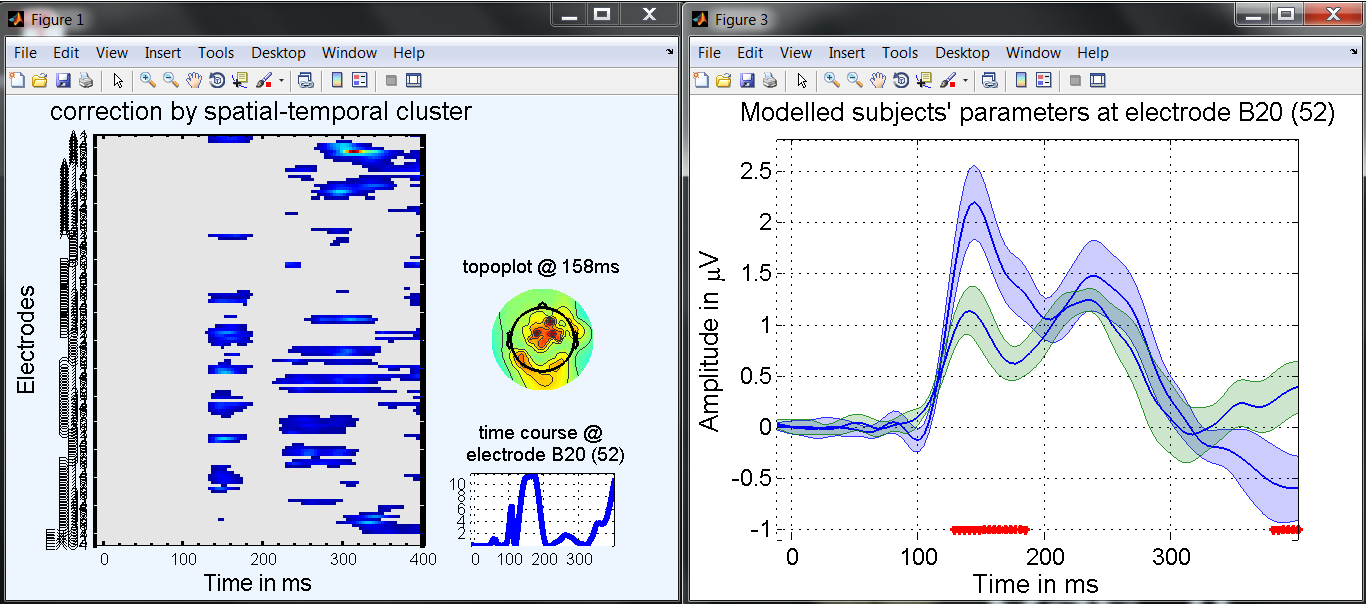 Figure 1
File Edit View Insert Tools Desktop Window Help
correction by spatial-temporal cluster
Electrodes
0 100 200 300 400
Time in ms
topoplot @ 158ms
time course @
electrode B20 (52)
10
8
6
4
2
0 100 200 300
Figure 3
File Edit View Insert Tools Desktop Window Help
Modelled subjects' parameters at electrode B20 (52)
Amplitude in μV
2.5
2
1.5
1
0.5
0
-0.5
-1
0 100 200 300
Time in ms